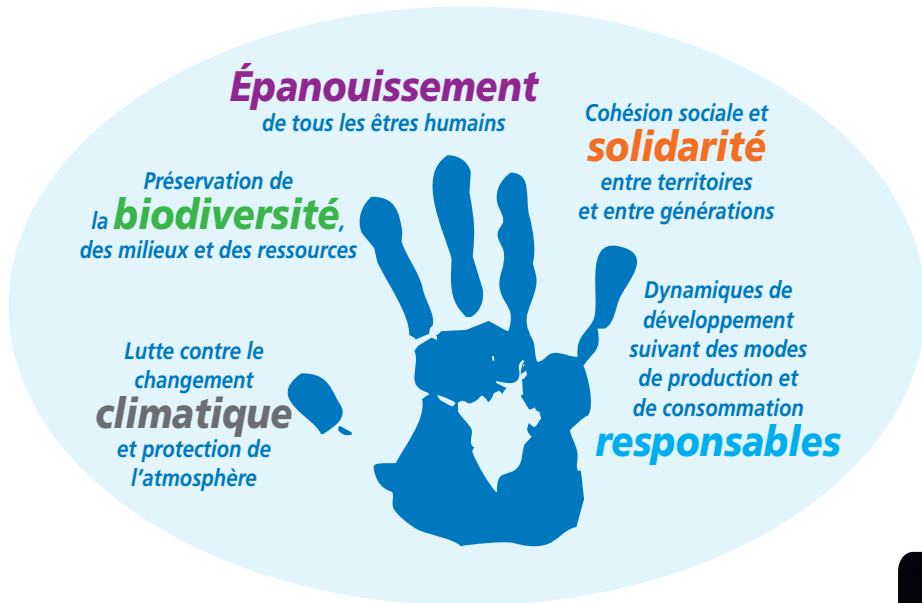 Épanouissement
de tous les êtres humains
Cohésion sociale et
solidarité
entre territoires
et entre générations
Préservation de
la biodiversité,
des milieux et des ressources
Dynamiques de
développement
suivant des modes
de production et
de consommation
responsables
Lutte contre le
changement
climatique
et protection de
l'atmosphère